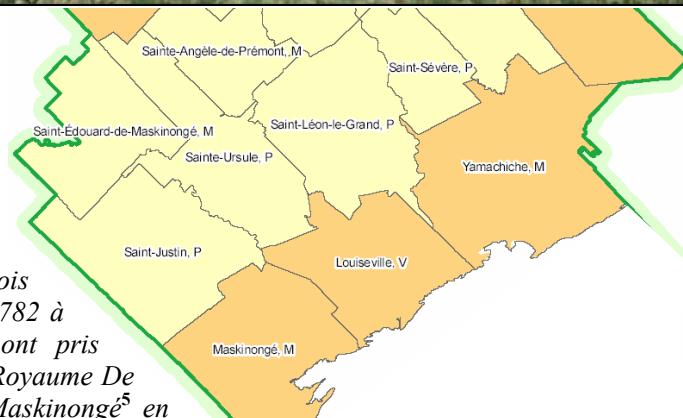 Sainte-Angèle-de-Prémont, M
Saint-Sévère, P
Saint-Édouard-de-Maskinongé, M
Saint-Léon-le-Grand, P
Sainte-Ursule, P
Yamachiche, M
Saint-Justin, P
Louiseville, V
Maskinongé, M
ois
782 à
ont pris
Royaume De
Maskinongé⁵ en